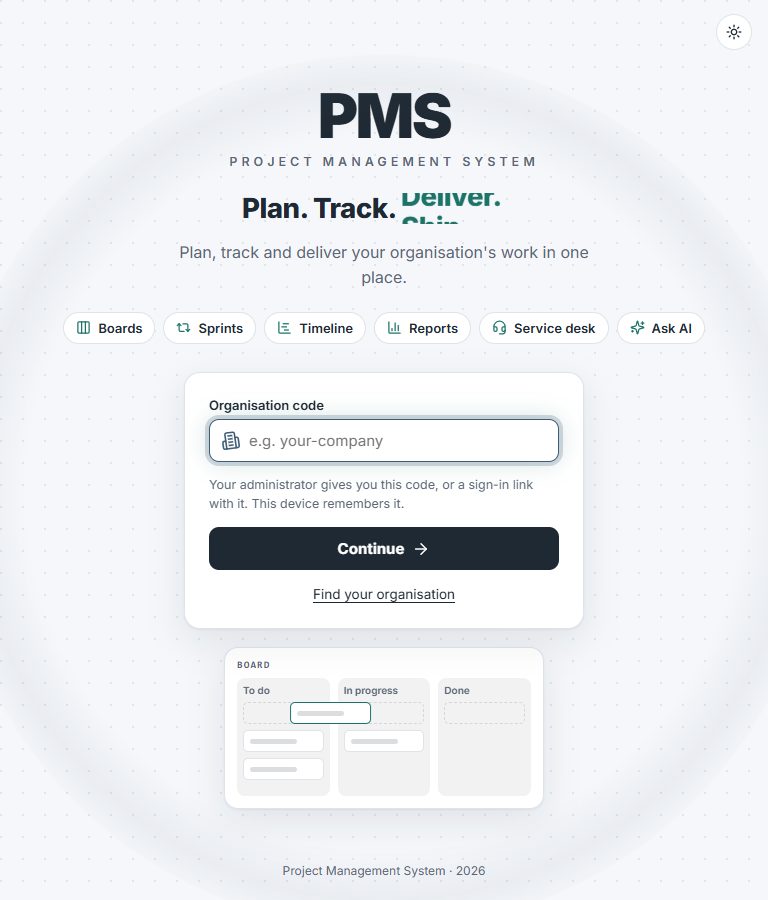 PMS
PROJECT MANAGEMENT SYSTEM
Plan. Track. Deliver.
Plan, track and deliver your organisation's work in one
place.
Boards Sprints Timeline Reports Service desk Ask AI
Organisation code
e.g. your-company
Your administrator gives you this code, or a sign-in link
with it. This device remembers it.
Continue
Find your organisation
BOARD
To do In progress Done
Project Management System · 2026